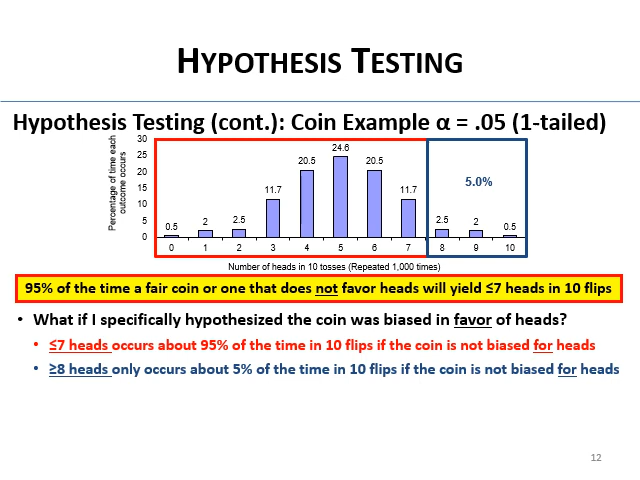 HYPOTHESIS TESTING
Hypothesis Testing (cont.): Coin Example α = .05 (1-tailed)
Percentage of time each
outcome occurs
30
25
20
15
10
5
0
0.5
2
2.5
11.7
20.5
24.6
20.5
11.7
2.5
2
0.5
5.0%
0 1 2 3 4 5 6 7 8 9 10
Number of heads in 10 tosses (Repeated 1,000 times)
95% of the time a fair coin or one that does not favor heads will yield ≤7 heads in 10 flips
• What if I specifically hypothesized the coin was biased in favor of heads?
• ≤7 heads occurs about 95% of the time in 10 flips if the coin is not biased for heads
• ≥8 heads only occurs about 5% of the time in 10 flips if the coin is not biased for heads
12